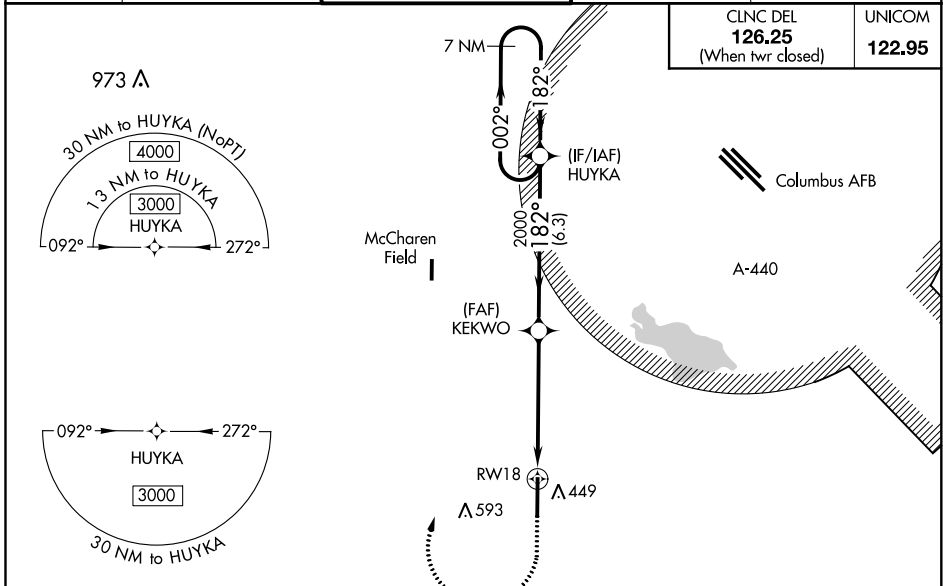 CLNC DEL
126.25
(When twr closed)
UNICOM
122.95
7 NM
973
30 NM to HUYKA (NoPT)
4000
13 NM to HUYKA
3000
HUYKA
092°
272°
002°
182°
(IF/IAF)
HUYKA
Columbus AFB
2000
182°
(6.3)
McCharen
Field
A-440
(FAF)
KEKWO
092°
272°
HUYKA
3000
30 NM to HUYKA
RW18
449
593